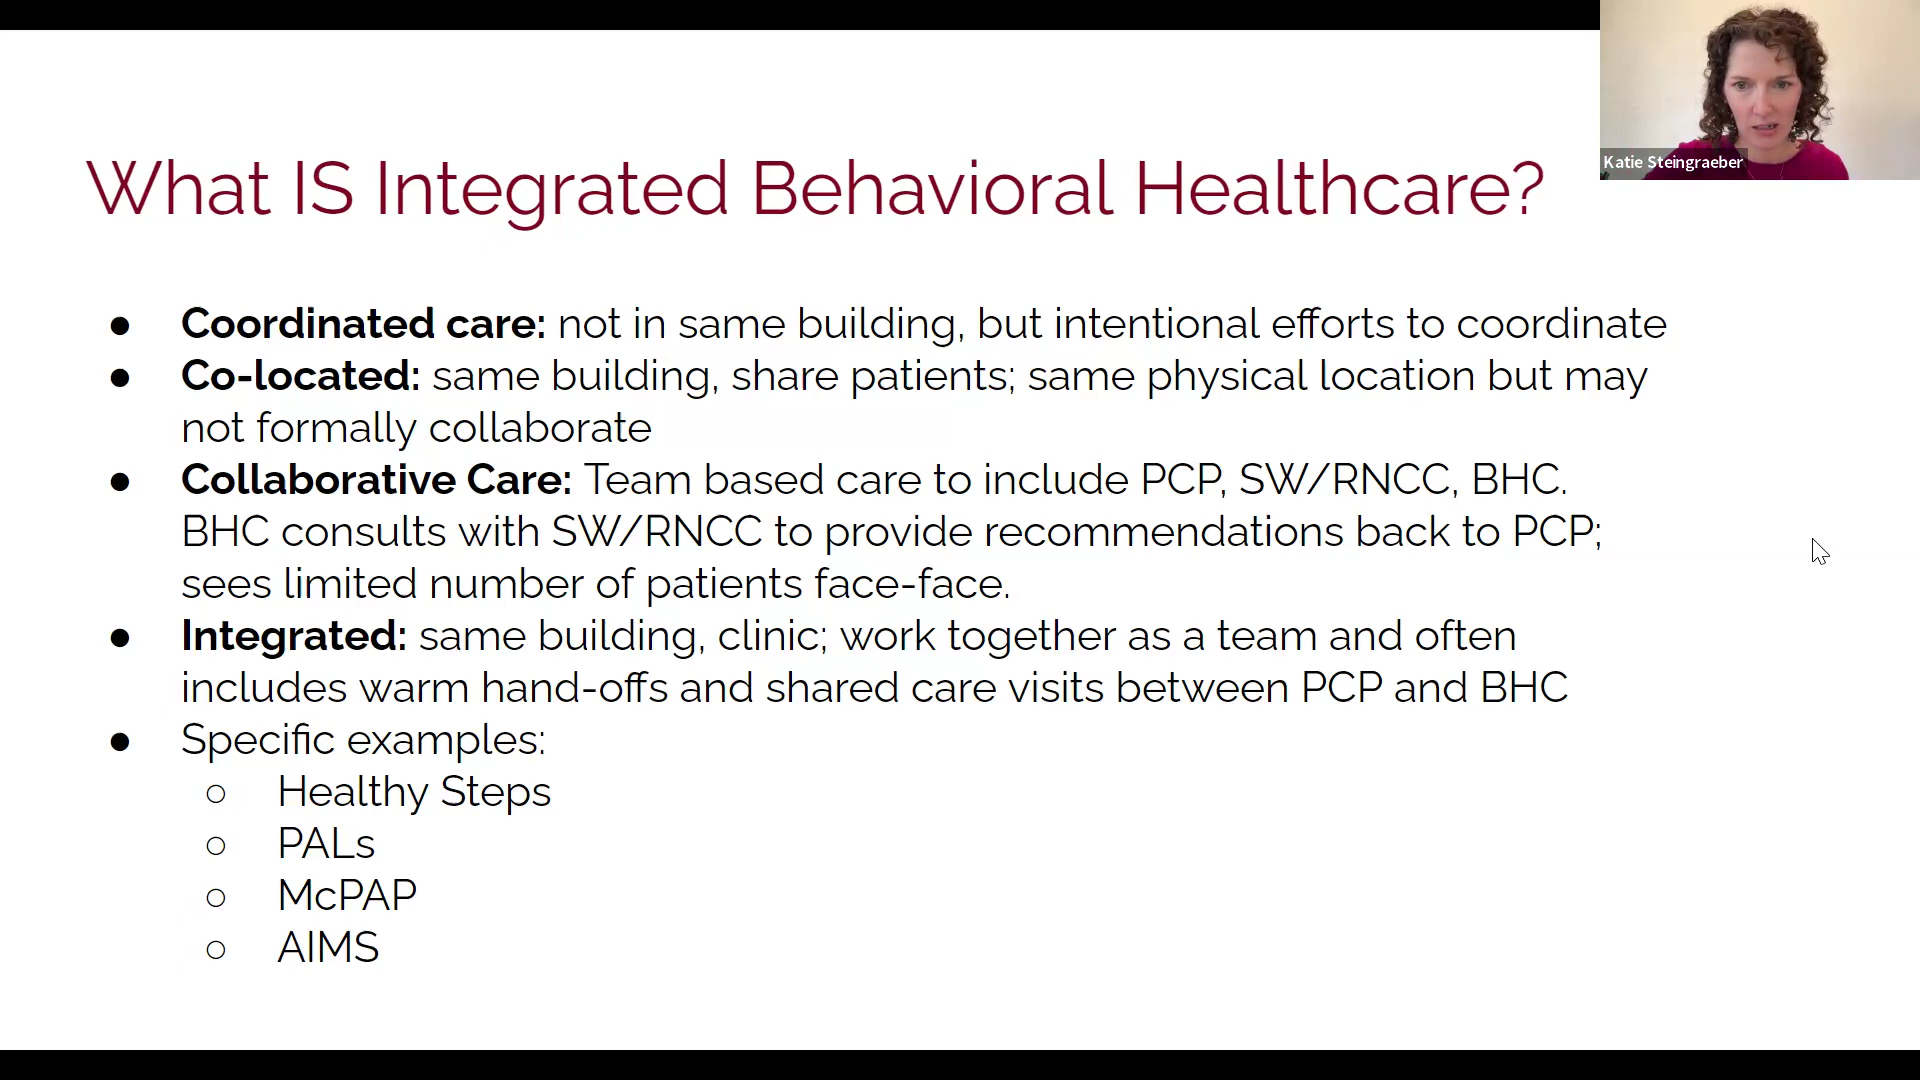 What IS Integrated Behavioral Healthcare?
Katie Steingraeber
● Coordinated care: not in same building, but intentional efforts to coordinate
● Co-located: same building, share patients; same physical location but may
not formally collaborate
● Collaborative Care: Team based care to include PCP, SW/RNCC, BHC.
BHC consults with SW/RNCC to provide recommendations back to PCP;
sees limited number of patients face-face.
● Integrated: same building, clinic; work together as a team and often
includes warm hand-offs and shared care visits between PCP and BHC
● Specific examples:
○ Healthy Steps
○ PALs
○ McPAP
○ AIMS